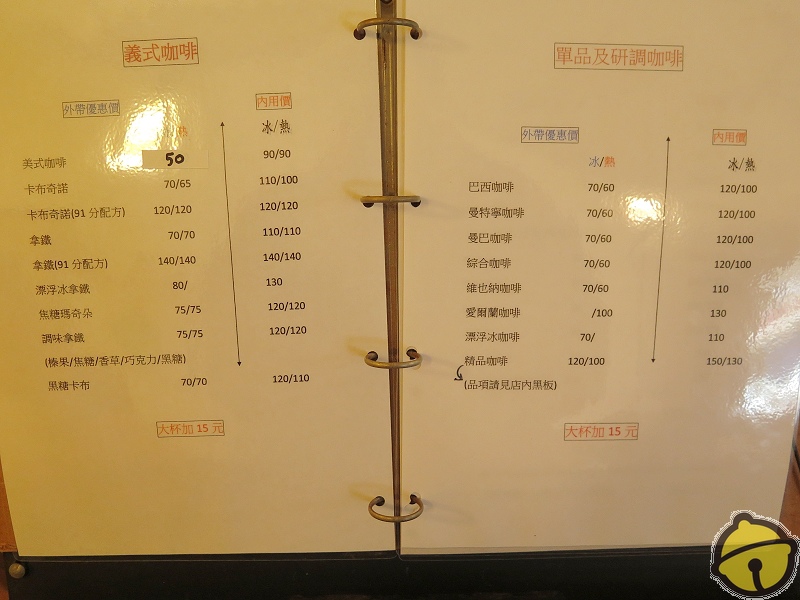 義式咖啡
外帶優惠價 內用價
熱 冰/熱
美式咖啡 50 90/90
卡布奇諾 70/65 110/100
卡布奇諾(91分配方) 120/120 120/120
拿鐵 70/70 110/110
拿鐵(91分配方) 140/140 140/140
漂浮冰拿鐵 80/ 130
焦糖瑪奇朵 75/75 120/120
調味拿鐵 75/75 120/120
(榛果/焦糖/香草/巧克力/黑糖)
黑糖卡布 70/70 120/110
大杯加 15 元
單品及研調咖啡
外帶優惠價 內用價
冰/熱 冰/熱
巴西咖啡 70/60 120/100
曼特寧咖啡 70/60 120/100
曼巴咖啡 70/60 120/100
綜合咖啡 70/60 120/100
維也納咖啡 70/60 110
愛爾蘭咖啡 /100 130
漂浮冰咖啡 70/ 110
精品咖啡 120/100 150/130
(品項請見店內黑板)
大杯加 15 元